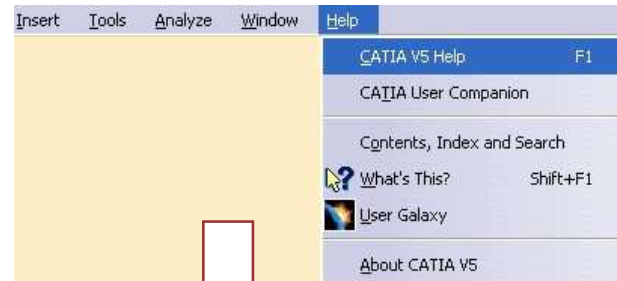 Insert Tools Analyze Window Help
CATIA V5 Help F1
CATIA User Companion
Contents, Index and Search
What's This? Shift+F1
User Galaxy
About CATIA V5